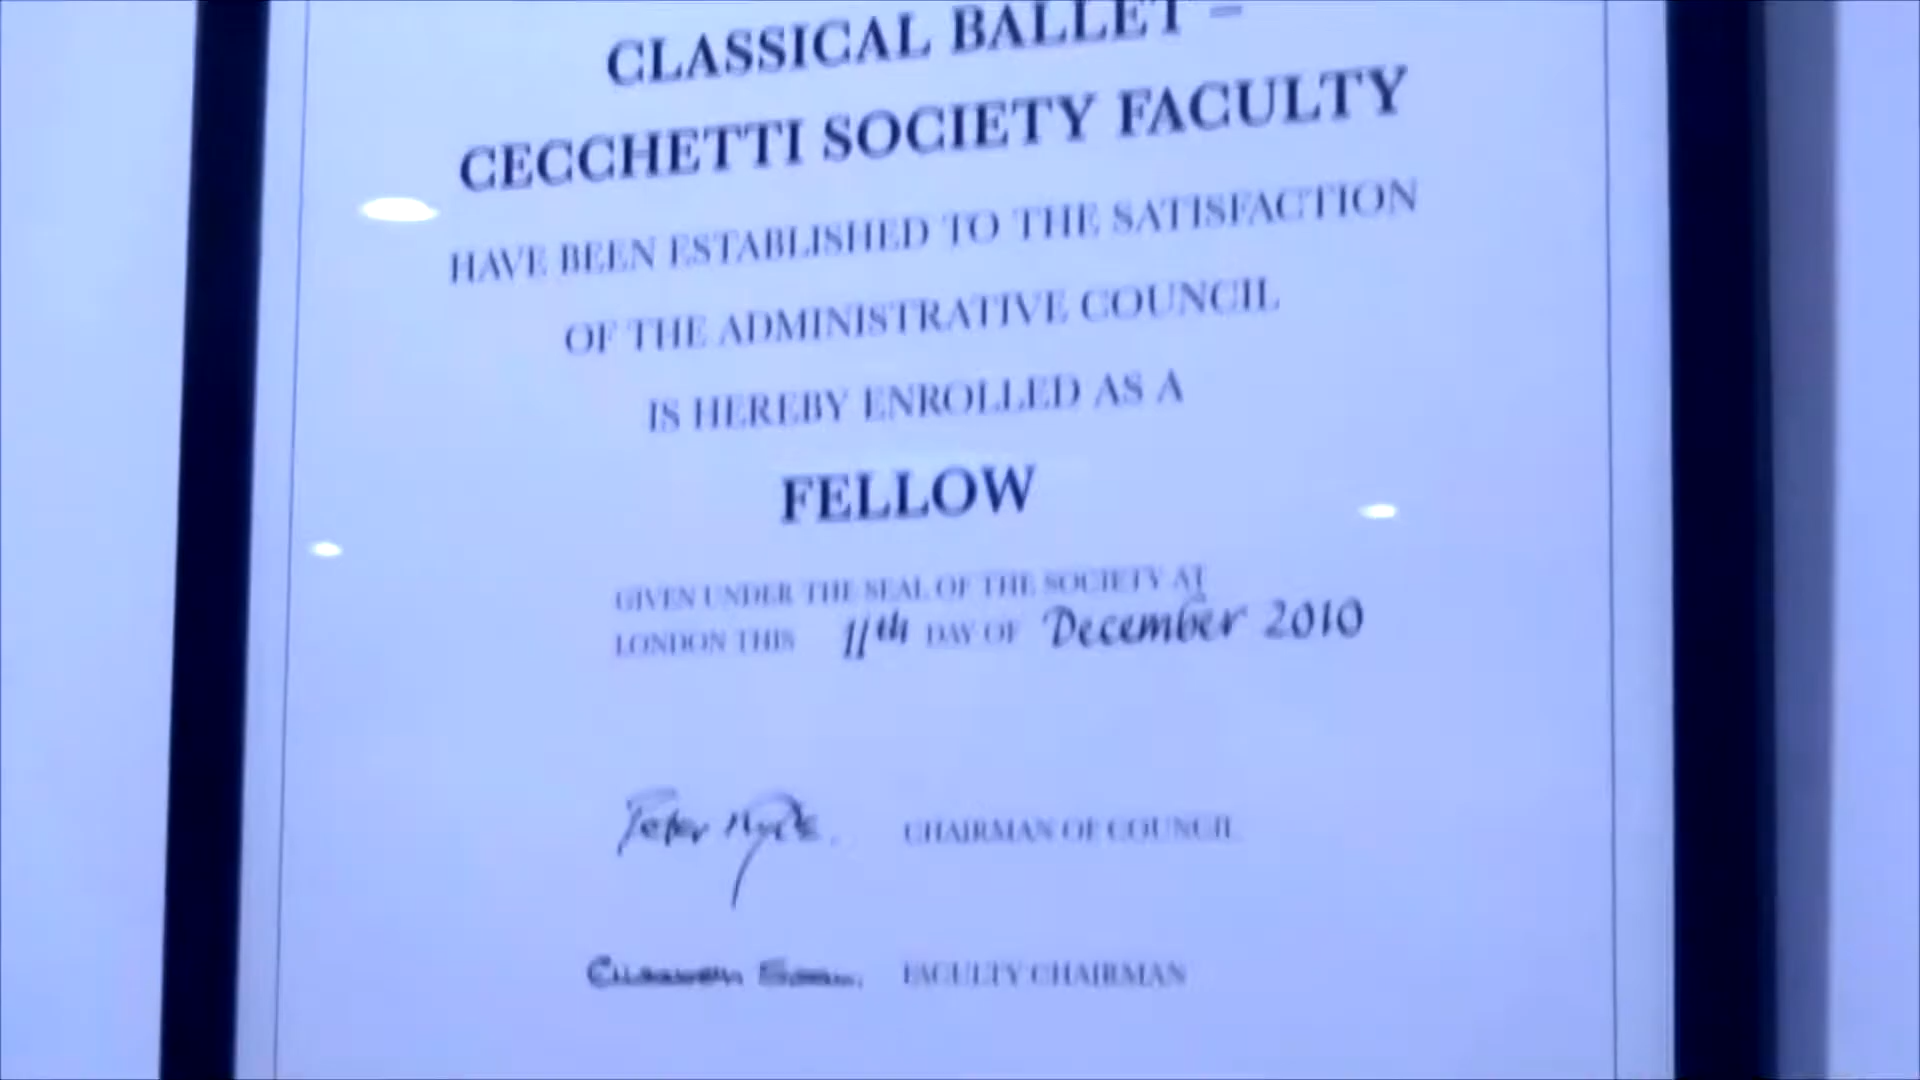 CLASSICAL BALLET –
CECCHETTI SOCIETY FACULTY
HAVE BEEN ESTABLISHED TO THE SATISFACTION
OF THE ADMINISTRATIVE COUNCIL
IS HEREBY ENROLLED AS A
FELLOW
GIVEN UNDER THE SEAL OF THE SOCIETY AT
LONDON THIS 11th DAY OF December 2010
Peter CHAIRMAN OF COUNCIL
FACULTY CHAIRMAN